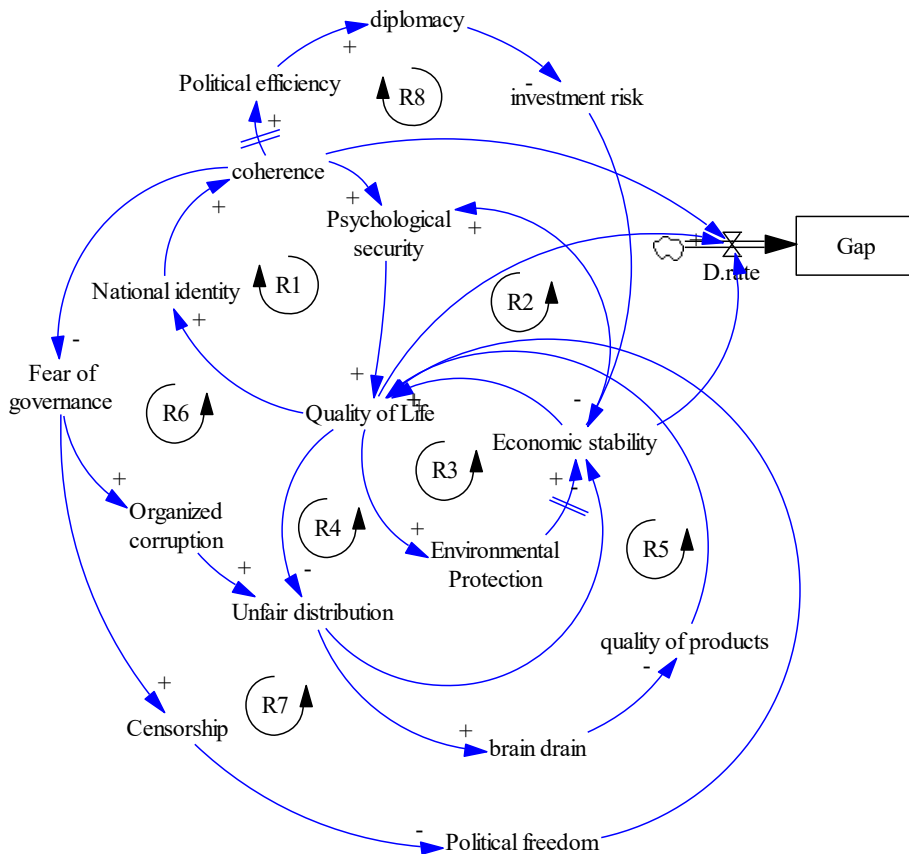 diplomacy
+
Political efficiency
-
investment risk
R8
+
coherence
+
+
Psychological
security
+
+
D.rate
Gap
National identity
R1
R2
+
-
Fear of
governance
+
R6
Quality of Life
+
-
Economic stability
R3
+
-
+
Organized
corruption
R4
+
Environmental
Protection
R5
+
-
Unfair distribution
quality of products
-
+
R7
Censorship
+
brain drain
-
Political freedom